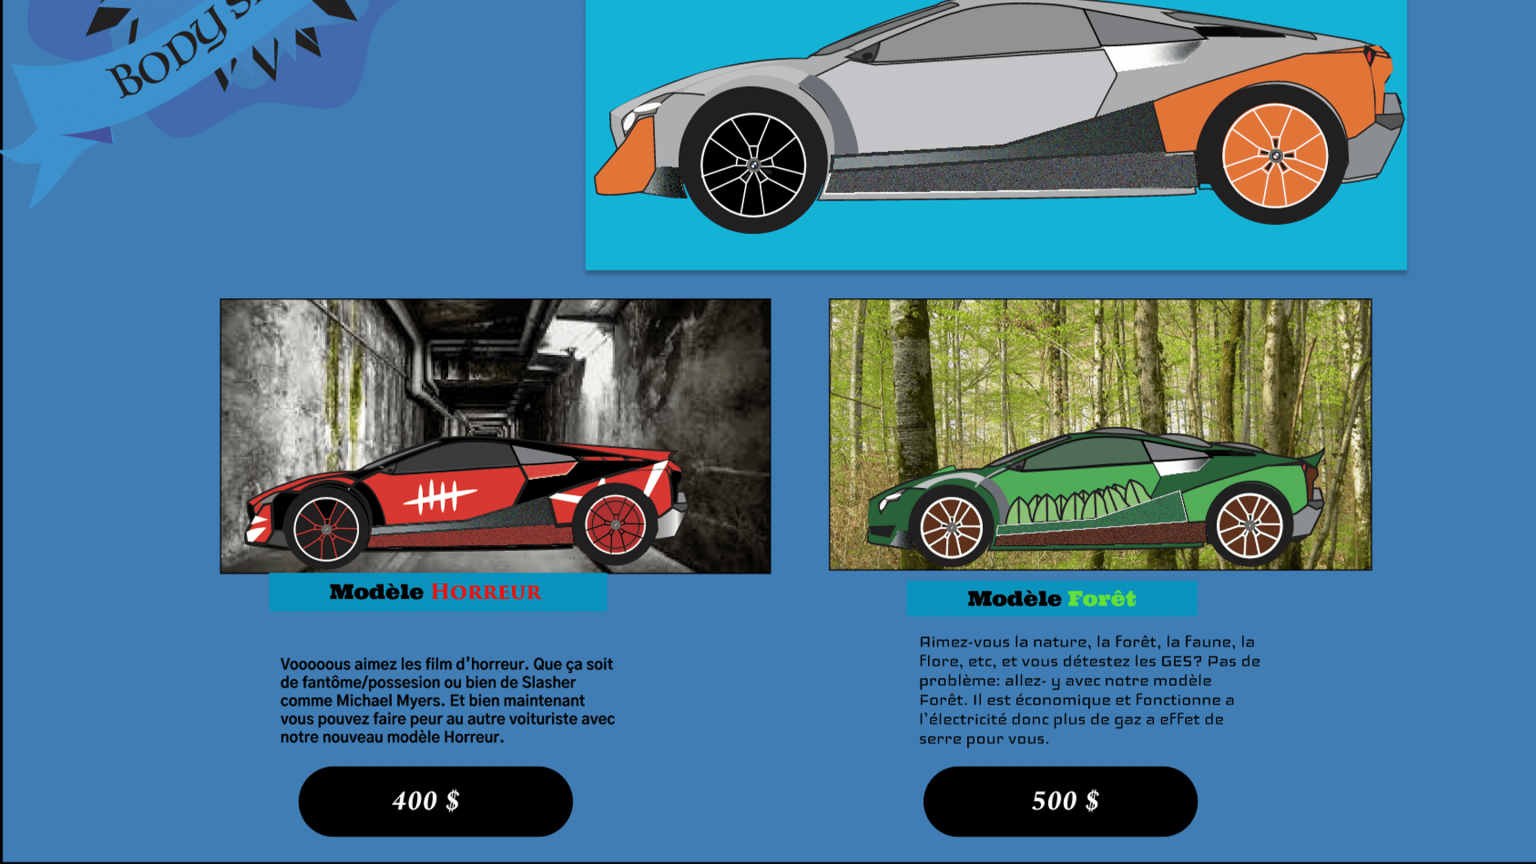 BODY
Modèle HORREUR
Vooooous aimez les film d'horreur. Que ça soit
de fantôme/possesion ou bien de Slasher
comme Michael Myers. Et bien maintenant
vous pouvez faire peur au autre voituriste avec
notre nouveau modèle Horreur.
400 $
Modèle Forêt
Aimez-vous la nature, la forêt, la faune, la
flore, etc, et vous détestez les GES? Pas de
problème: allez- y avec notre modèle
Forêt. Il est économique et fonctionne a
l'électricité donc plus de gaz a effet de
serre pour vous.
500 $